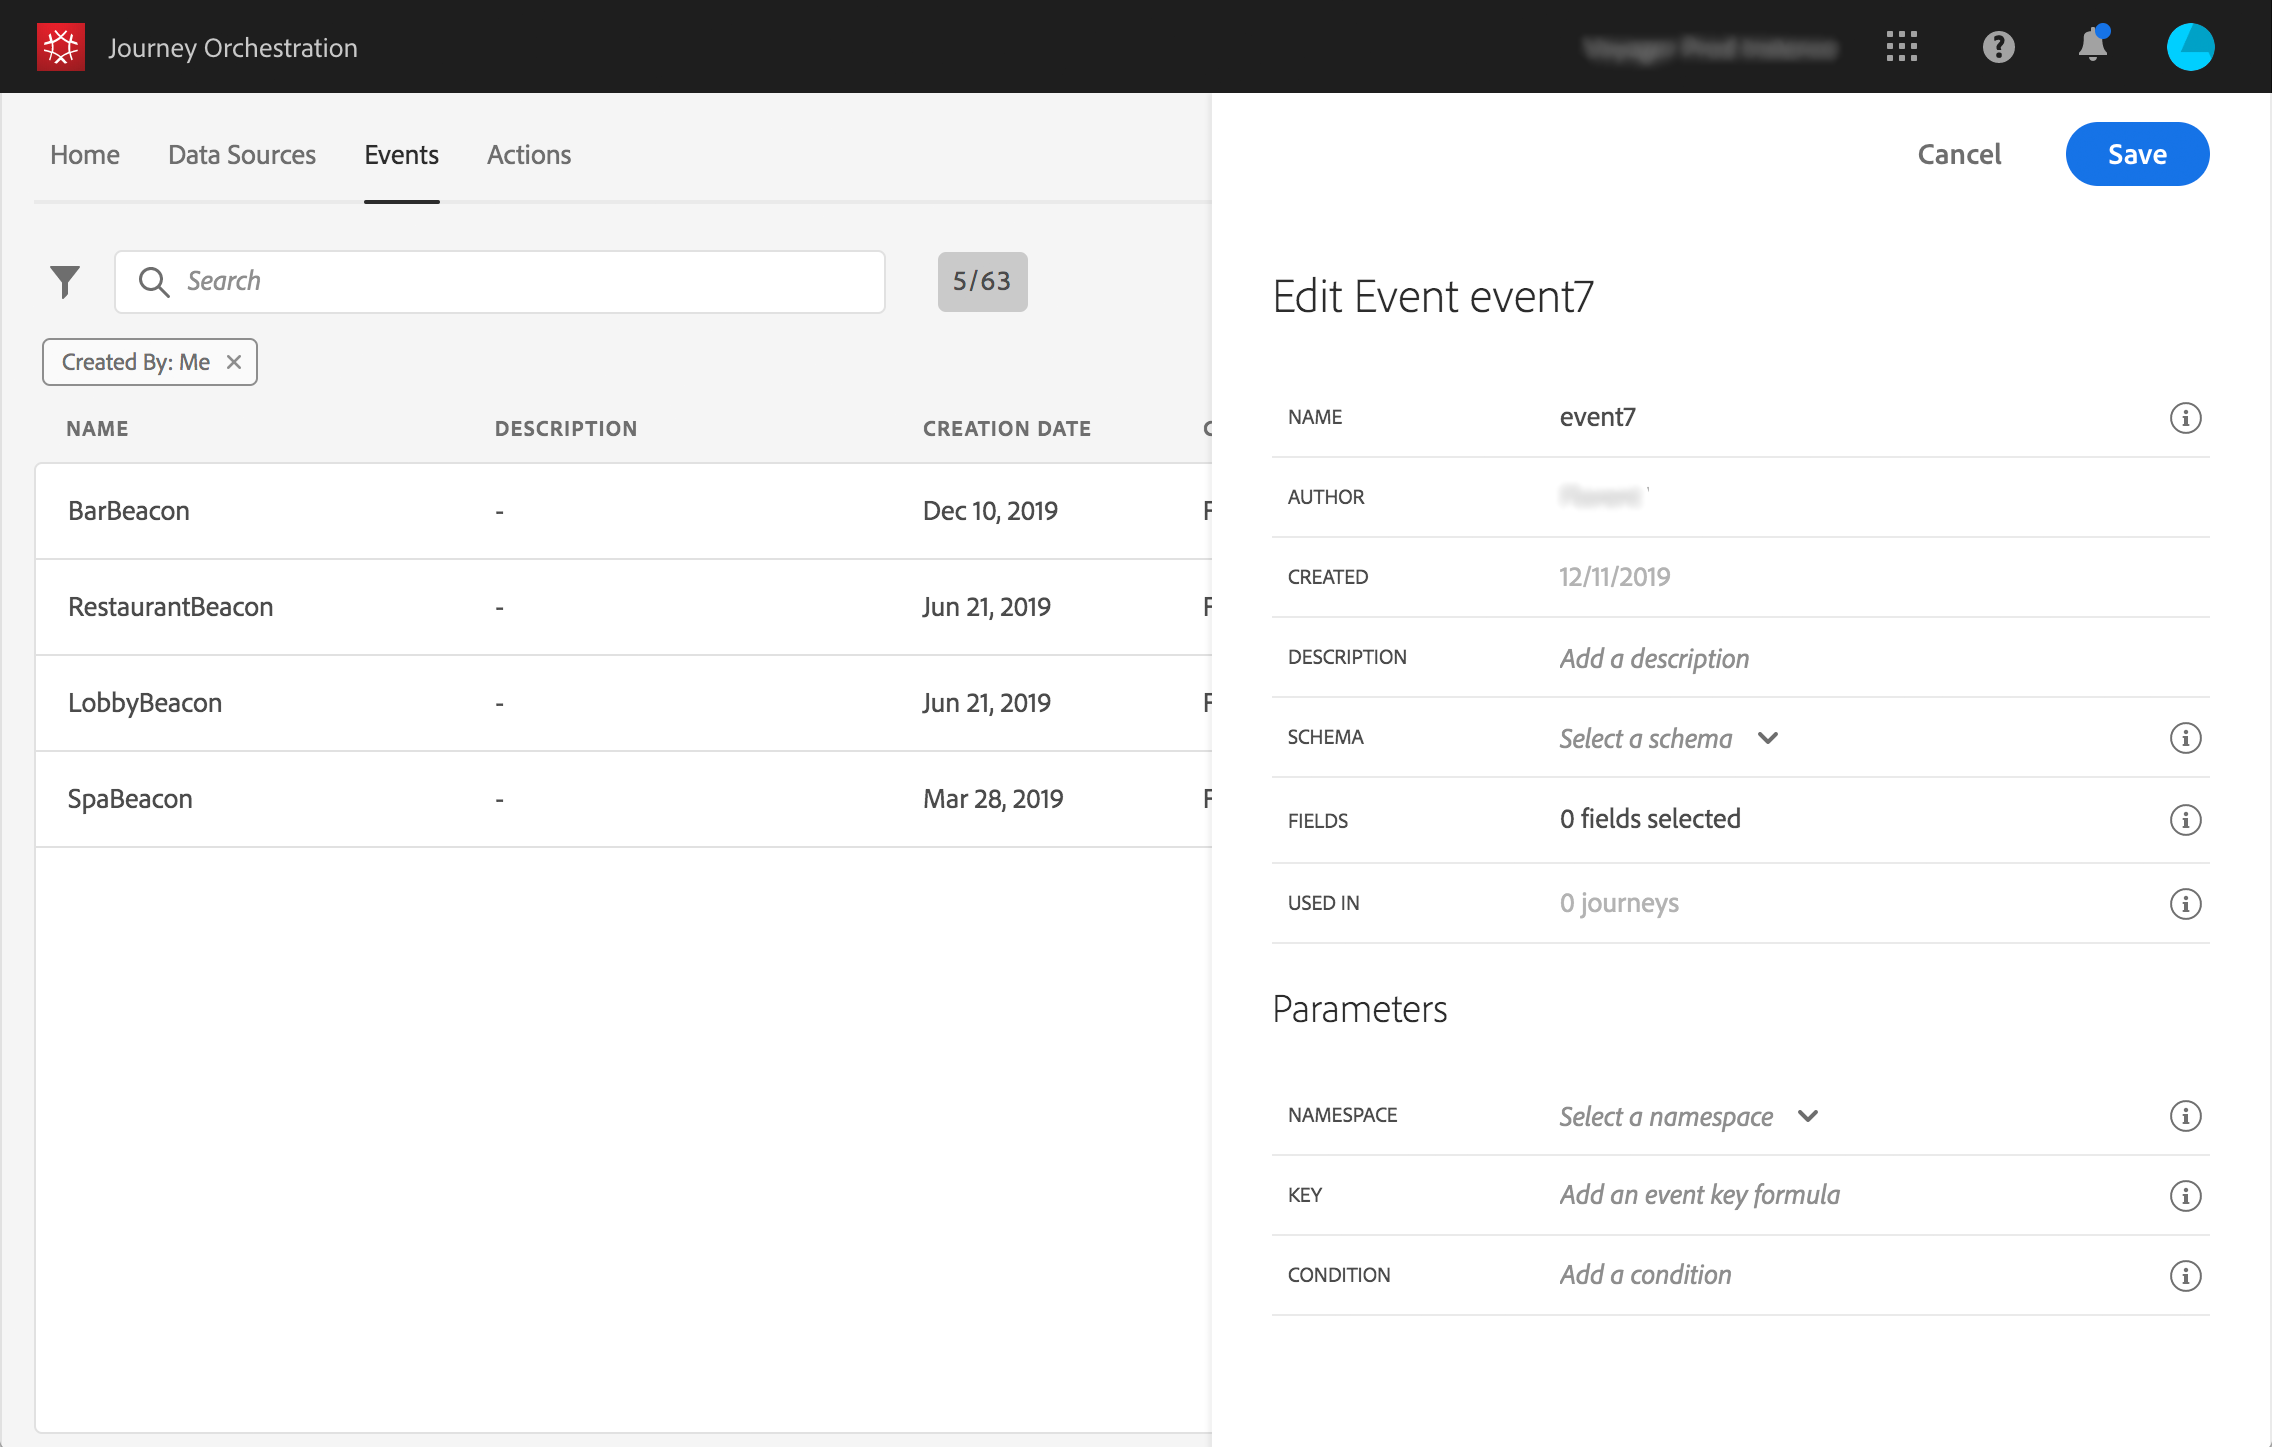 Journey Orchestration
Home Data Sources Events Actions
Search
5/63
Created By: Me
NAME DESCRIPTION CREATION DATE
BarBeacon - Dec 10, 2019
RestaurantBeacon - Jun 21, 2019
LobbyBeacon - Jun 21, 2019
SpaBeacon - Mar 28, 2019
Cancel Save
Edit Event event7
NAME event7
AUTHOR
CREATED 12/11/2019
DESCRIPTION Add a description
SCHEMA Select a schema
FIELDS 0 fields selected
USED IN 0 journeys
Parameters
NAMESPACE Select a namespace
KEY Add an event key formula
CONDITION Add a condition